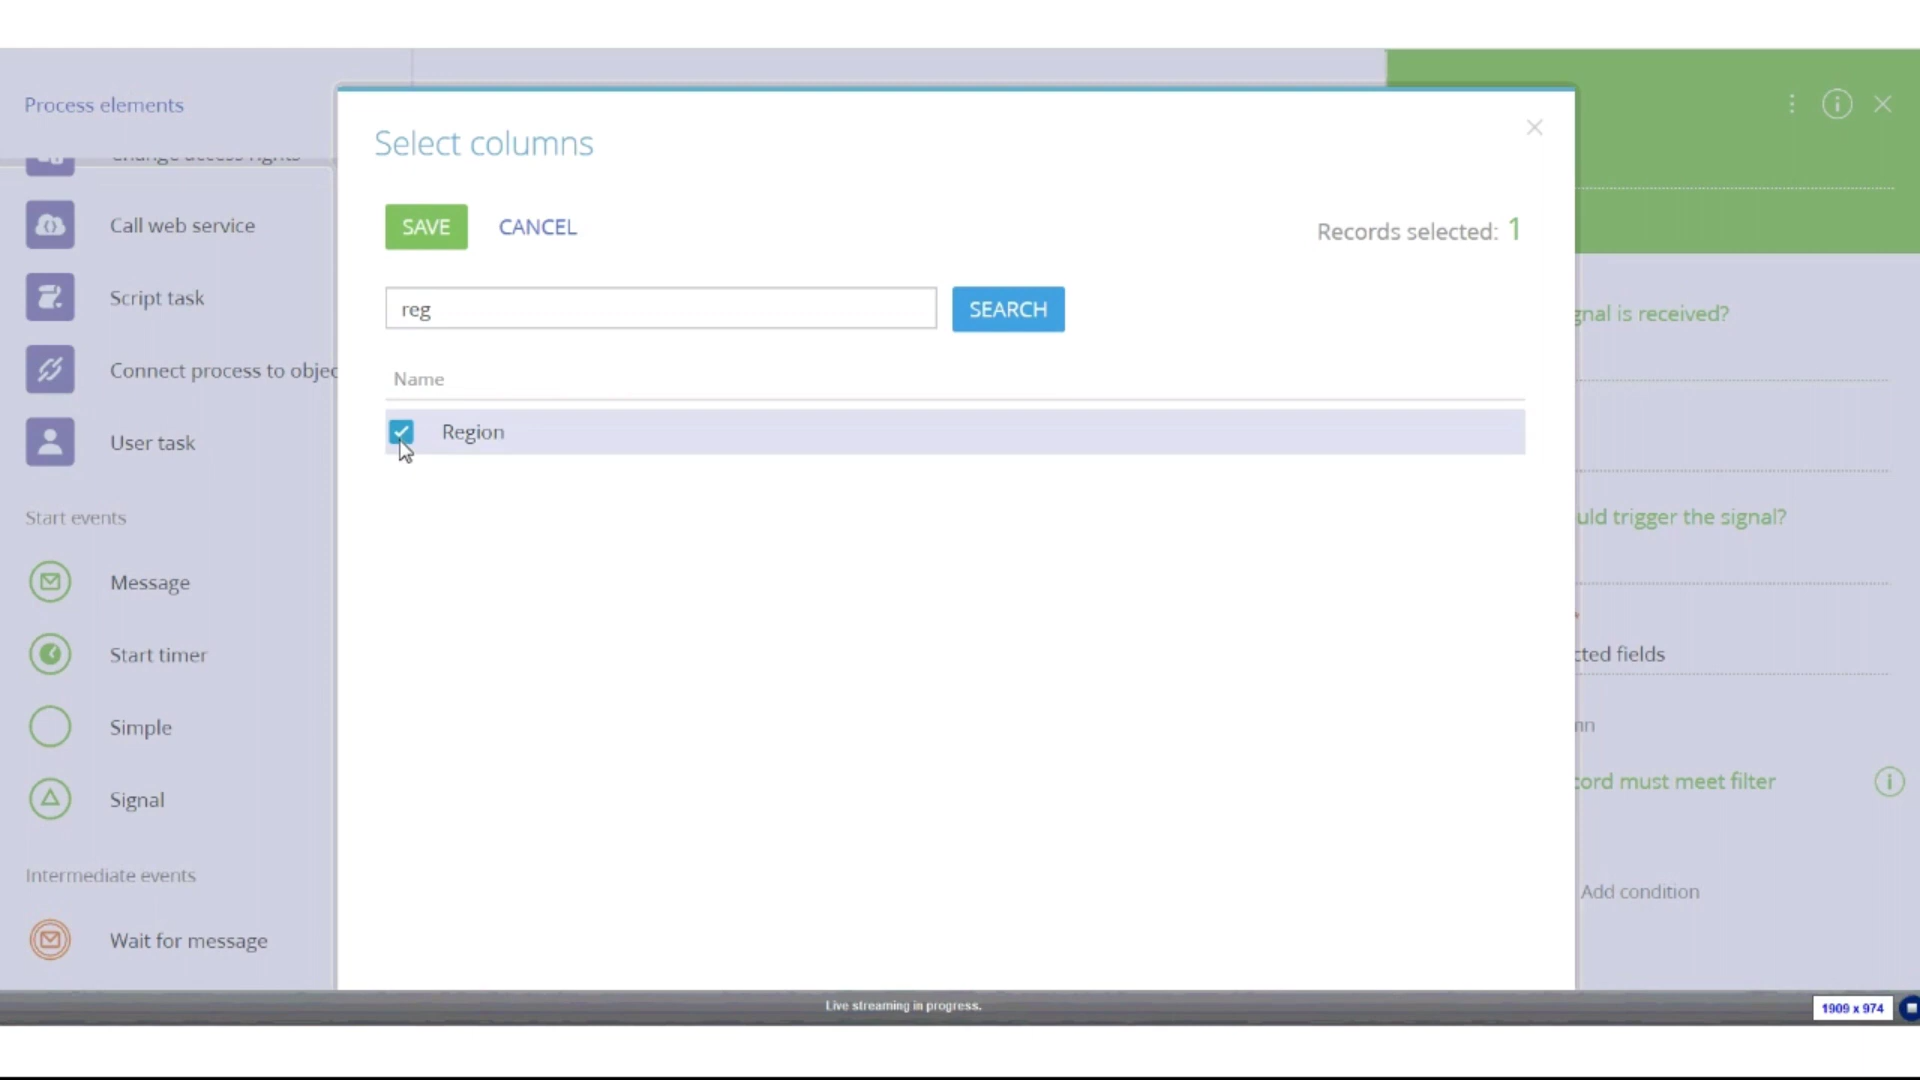 Process elements
Select columns
Call web service
Script task
Connect process to objec
User task
Start events
Message
Start timer
Simple
Signal
Intermediate events
Wait for message
SAVE
CANCEL
Records selected: 1
reg
SEARCH
Name
Region
gnal is received?
uld trigger the signal?
cted fields
mn
cord must meet filter
Add condition
Live streaming in progress.
1909 x 974